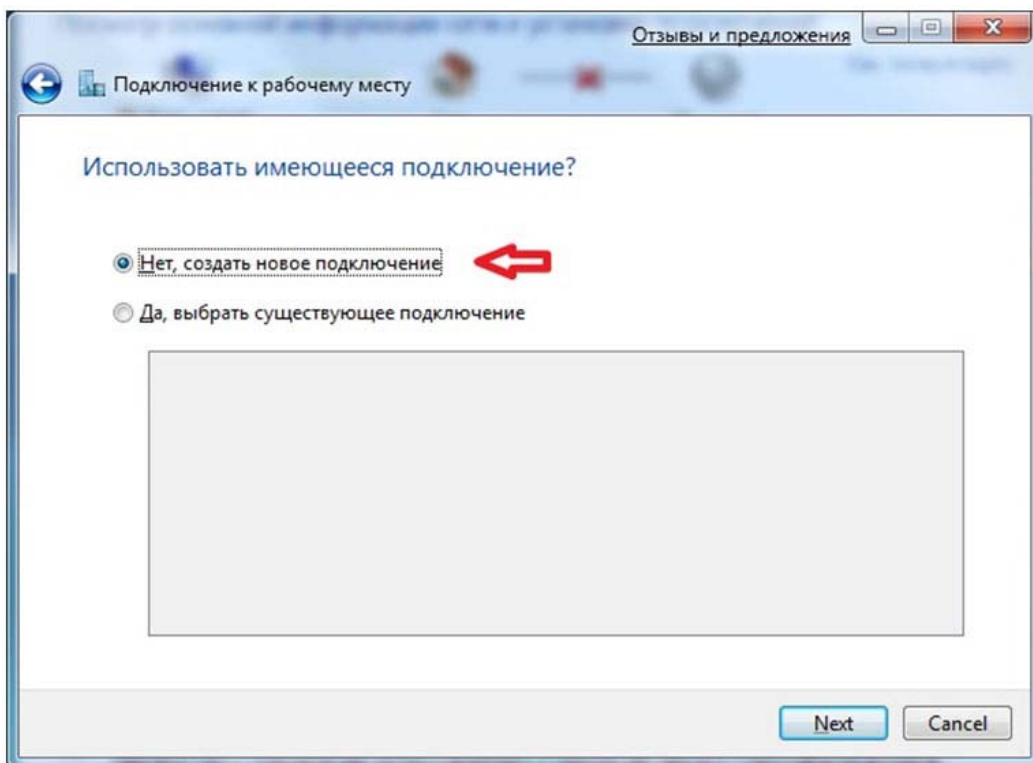 Отзывы и предложения
Подключение к рабочему месту
Использовать имеющееся подключение?
Нет, создать новое подключение
Да, выбрать существующее подключение
Next
Cancel